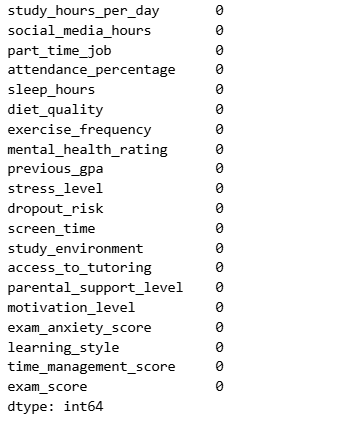 study_hours_per_day 0
social_media_hours 0
part_time_job 0
attendance_percentage 0
sleep_hours 0
diet_quality 0
exercise_frequency 0
mental_health_rating 0
previous_gpa 0
stress_level 0
dropout_risk 0
screen_time 0
study_environment 0
access_to_tutoring 0
parental_support_level 0
motivation_level 0
exam_anxiety_score 0
learning_style 0
time_management_score 0
exam_score 0
dtype: int64